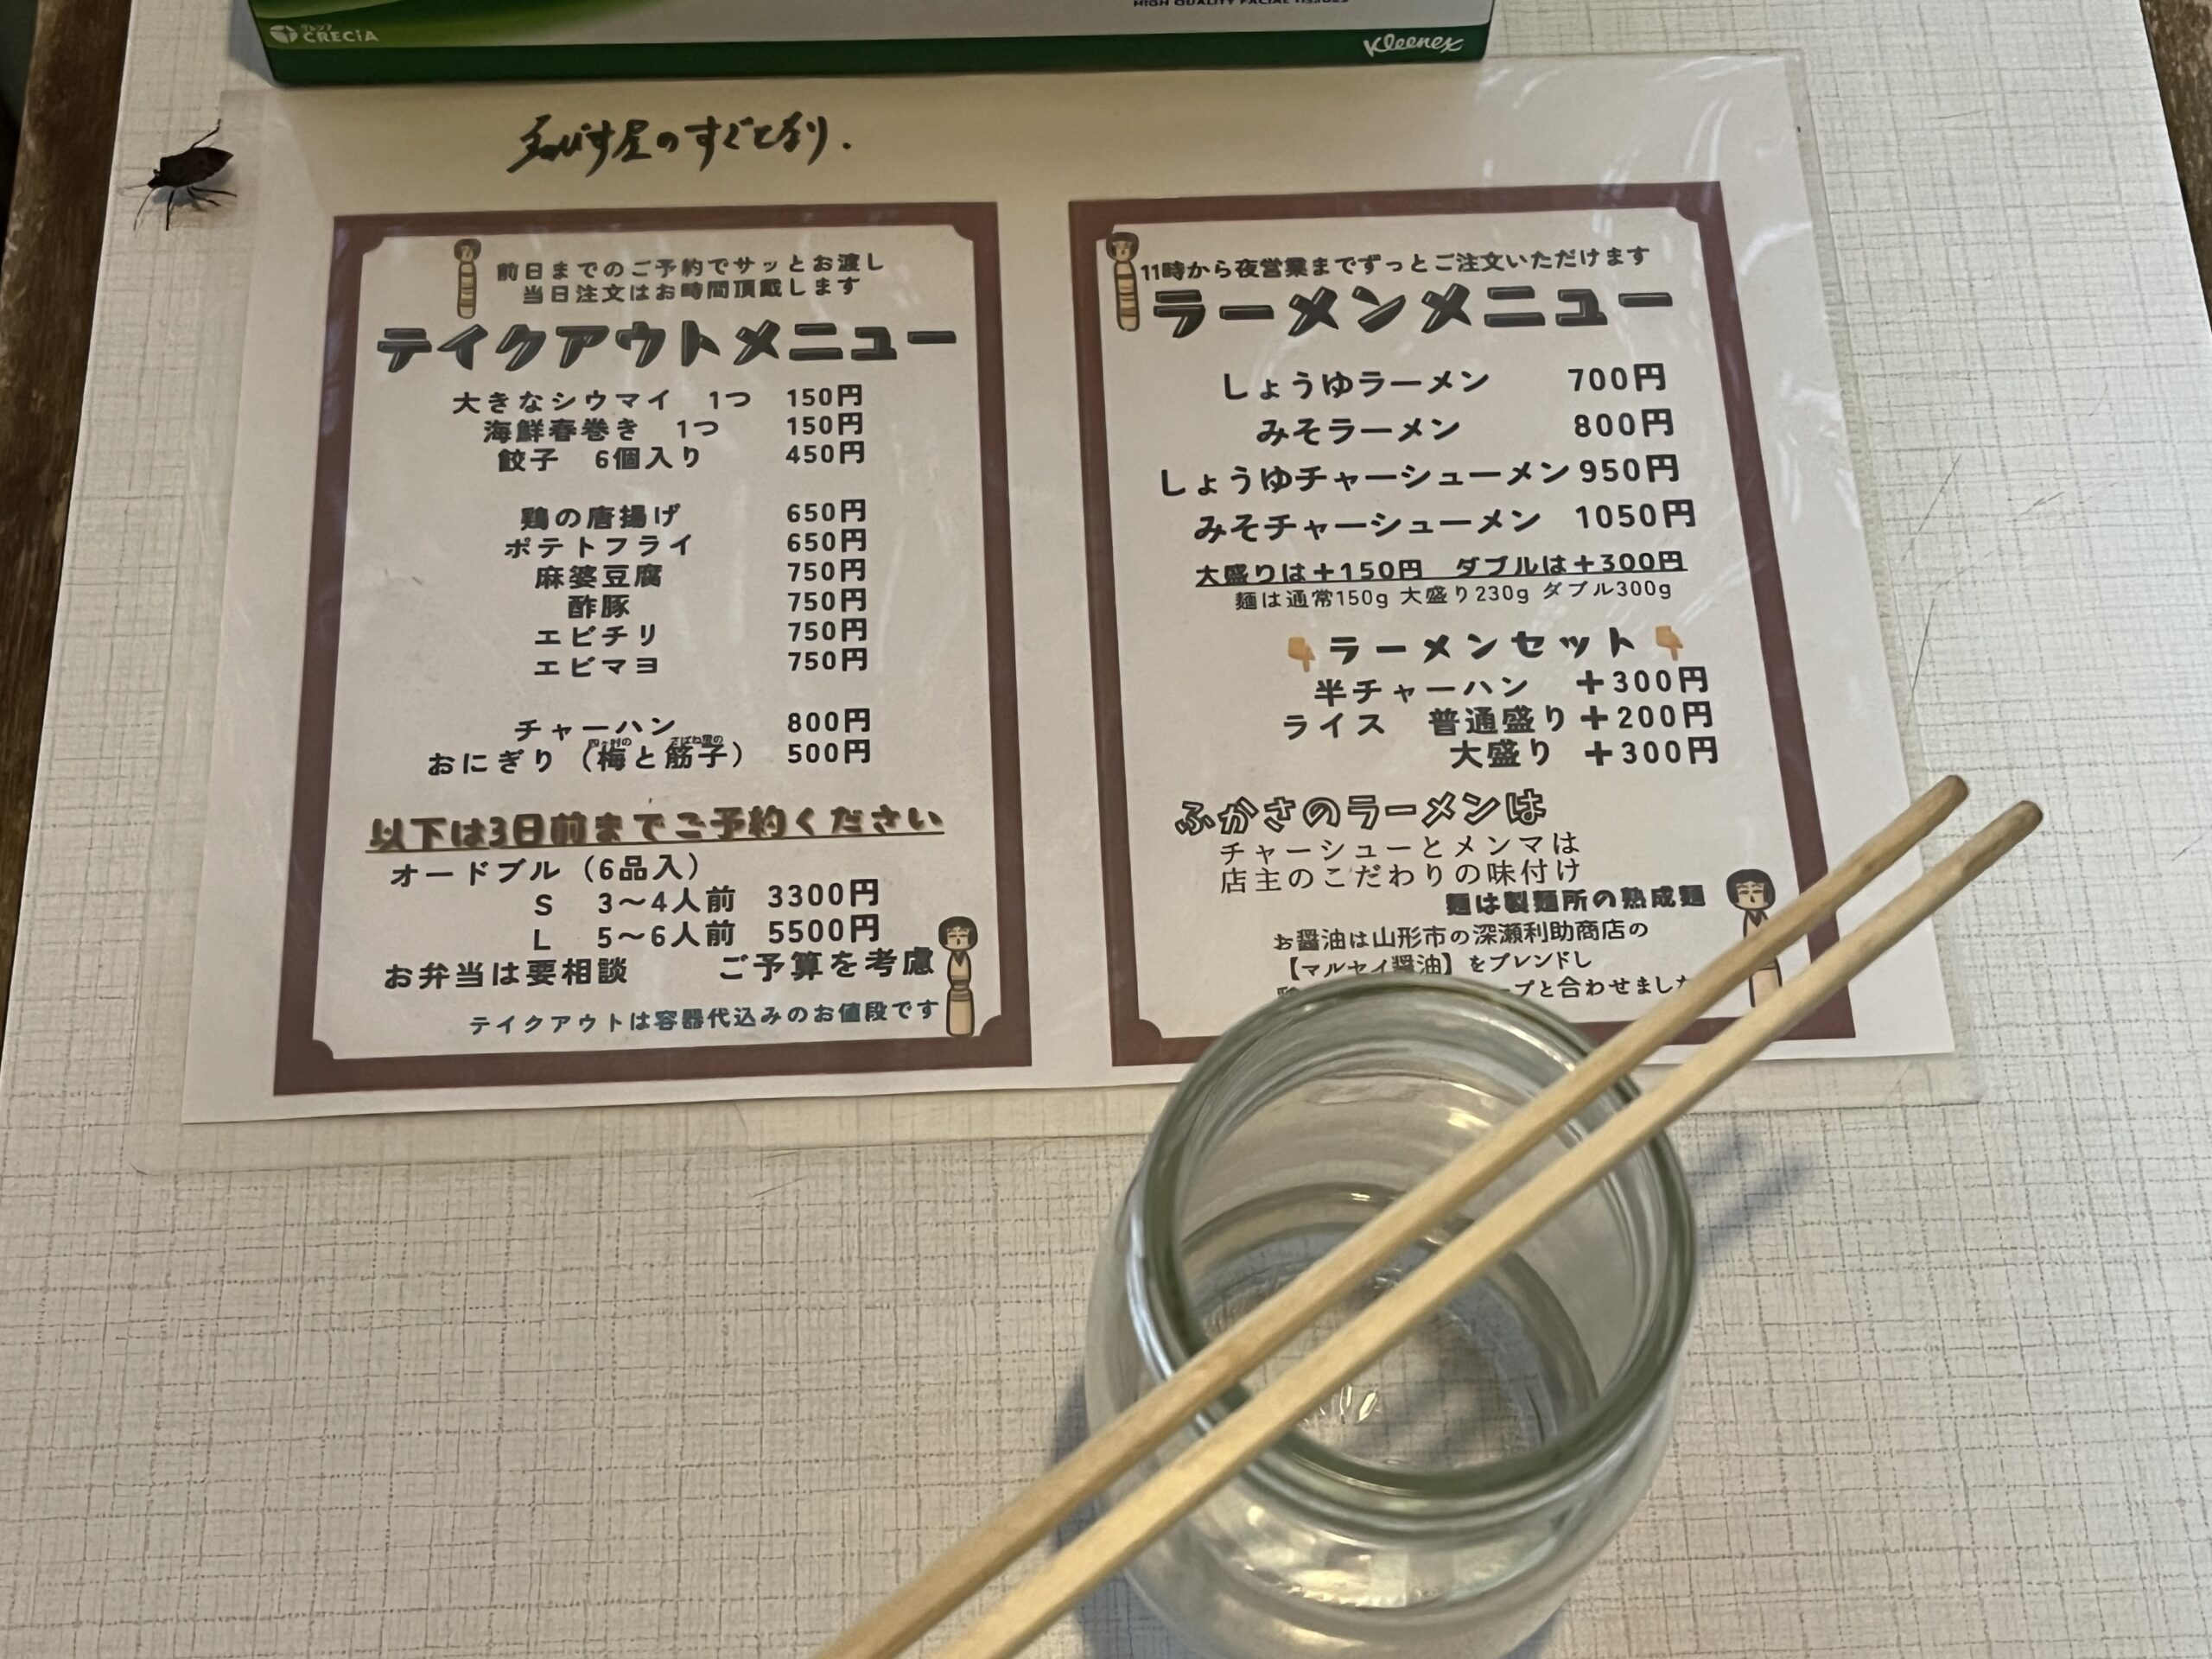 HIGH QUALITY FACIAL TISSUES
クレシア
CRECIA
Kleenex
ゑびす屋のすぐとなり.
前日までのご予約でサッとお渡し
当日注文はお時間頂戴します
テイクアウトメニュー
大きなシウマイ 1つ 150円
海鮮春巻き 1つ 150円
餃子 6個入り 450円
鶏の唐揚げ 650円
ポテトフライ 650円
麻婆豆腐 750円
酢豚 750円
エビチリ 750円
エビマヨ 750円
チャーハン 800円
おにぎり（梅と筋子） 500円
以下は3日前までご予約ください
オードブル（6品入）
S 3〜4人前 3300円
L 5〜6人前 5500円
お弁当は要相談 ご予算を考慮
テイクアウトは容器代込みのお値段です
11時から夜営業までずっとご注文いただけます
ラーメンメニュー
しょうゆラーメン 700円
みそラーメン 800円
しょうゆチャーシューメン 950円
みそチャーシューメン 1050円
大盛りは＋150円 ダブルは＋300円
麺は通常150g 大盛り230g ダブル300g
👇ラーメンセット👇
半チャーハン ＋300円
ライス 普通盛り＋200円
大盛り ＋300円
ふかさのラーメンは
チャーシューとメンマは
店主のこだわりの味付け
麺は製麺所の熟成麺
お醤油は山形市の深瀬利助商店の
【マルセイ醤油】をブレンドし
プと合わせました